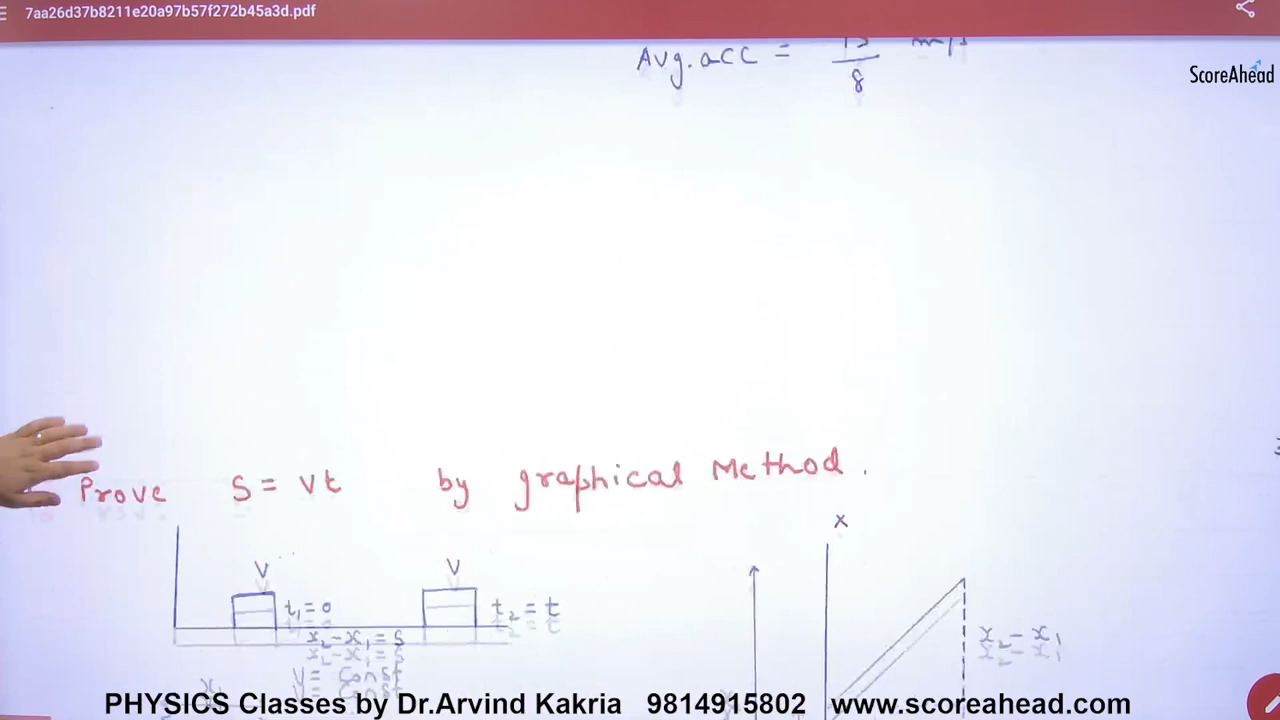 7aa26d37b8211e20a97b57f272b45a3d.pdf
Avg.acc = 
8
ScoreAhead
Prove S = vt by graphical Method.
x
V V
t₁ = 0 t₂ = t
x₂ - x₁ = S
x₂ - x₁
V = Const
x₁
PHYSICS Classes by Dr.Arvind Kakria 9814915802 www.scoreahead.com